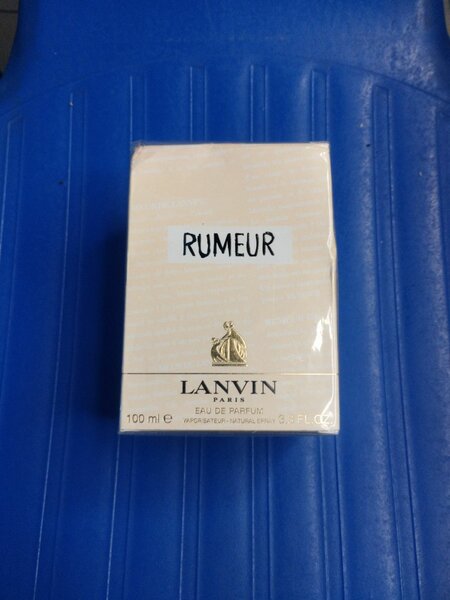 RUMEUR
LANVIN
PARIS
EAU DE PARFUM
100 ml e VAPORISATEUR - NATURAL SPRAY 3,3 FL.OZ